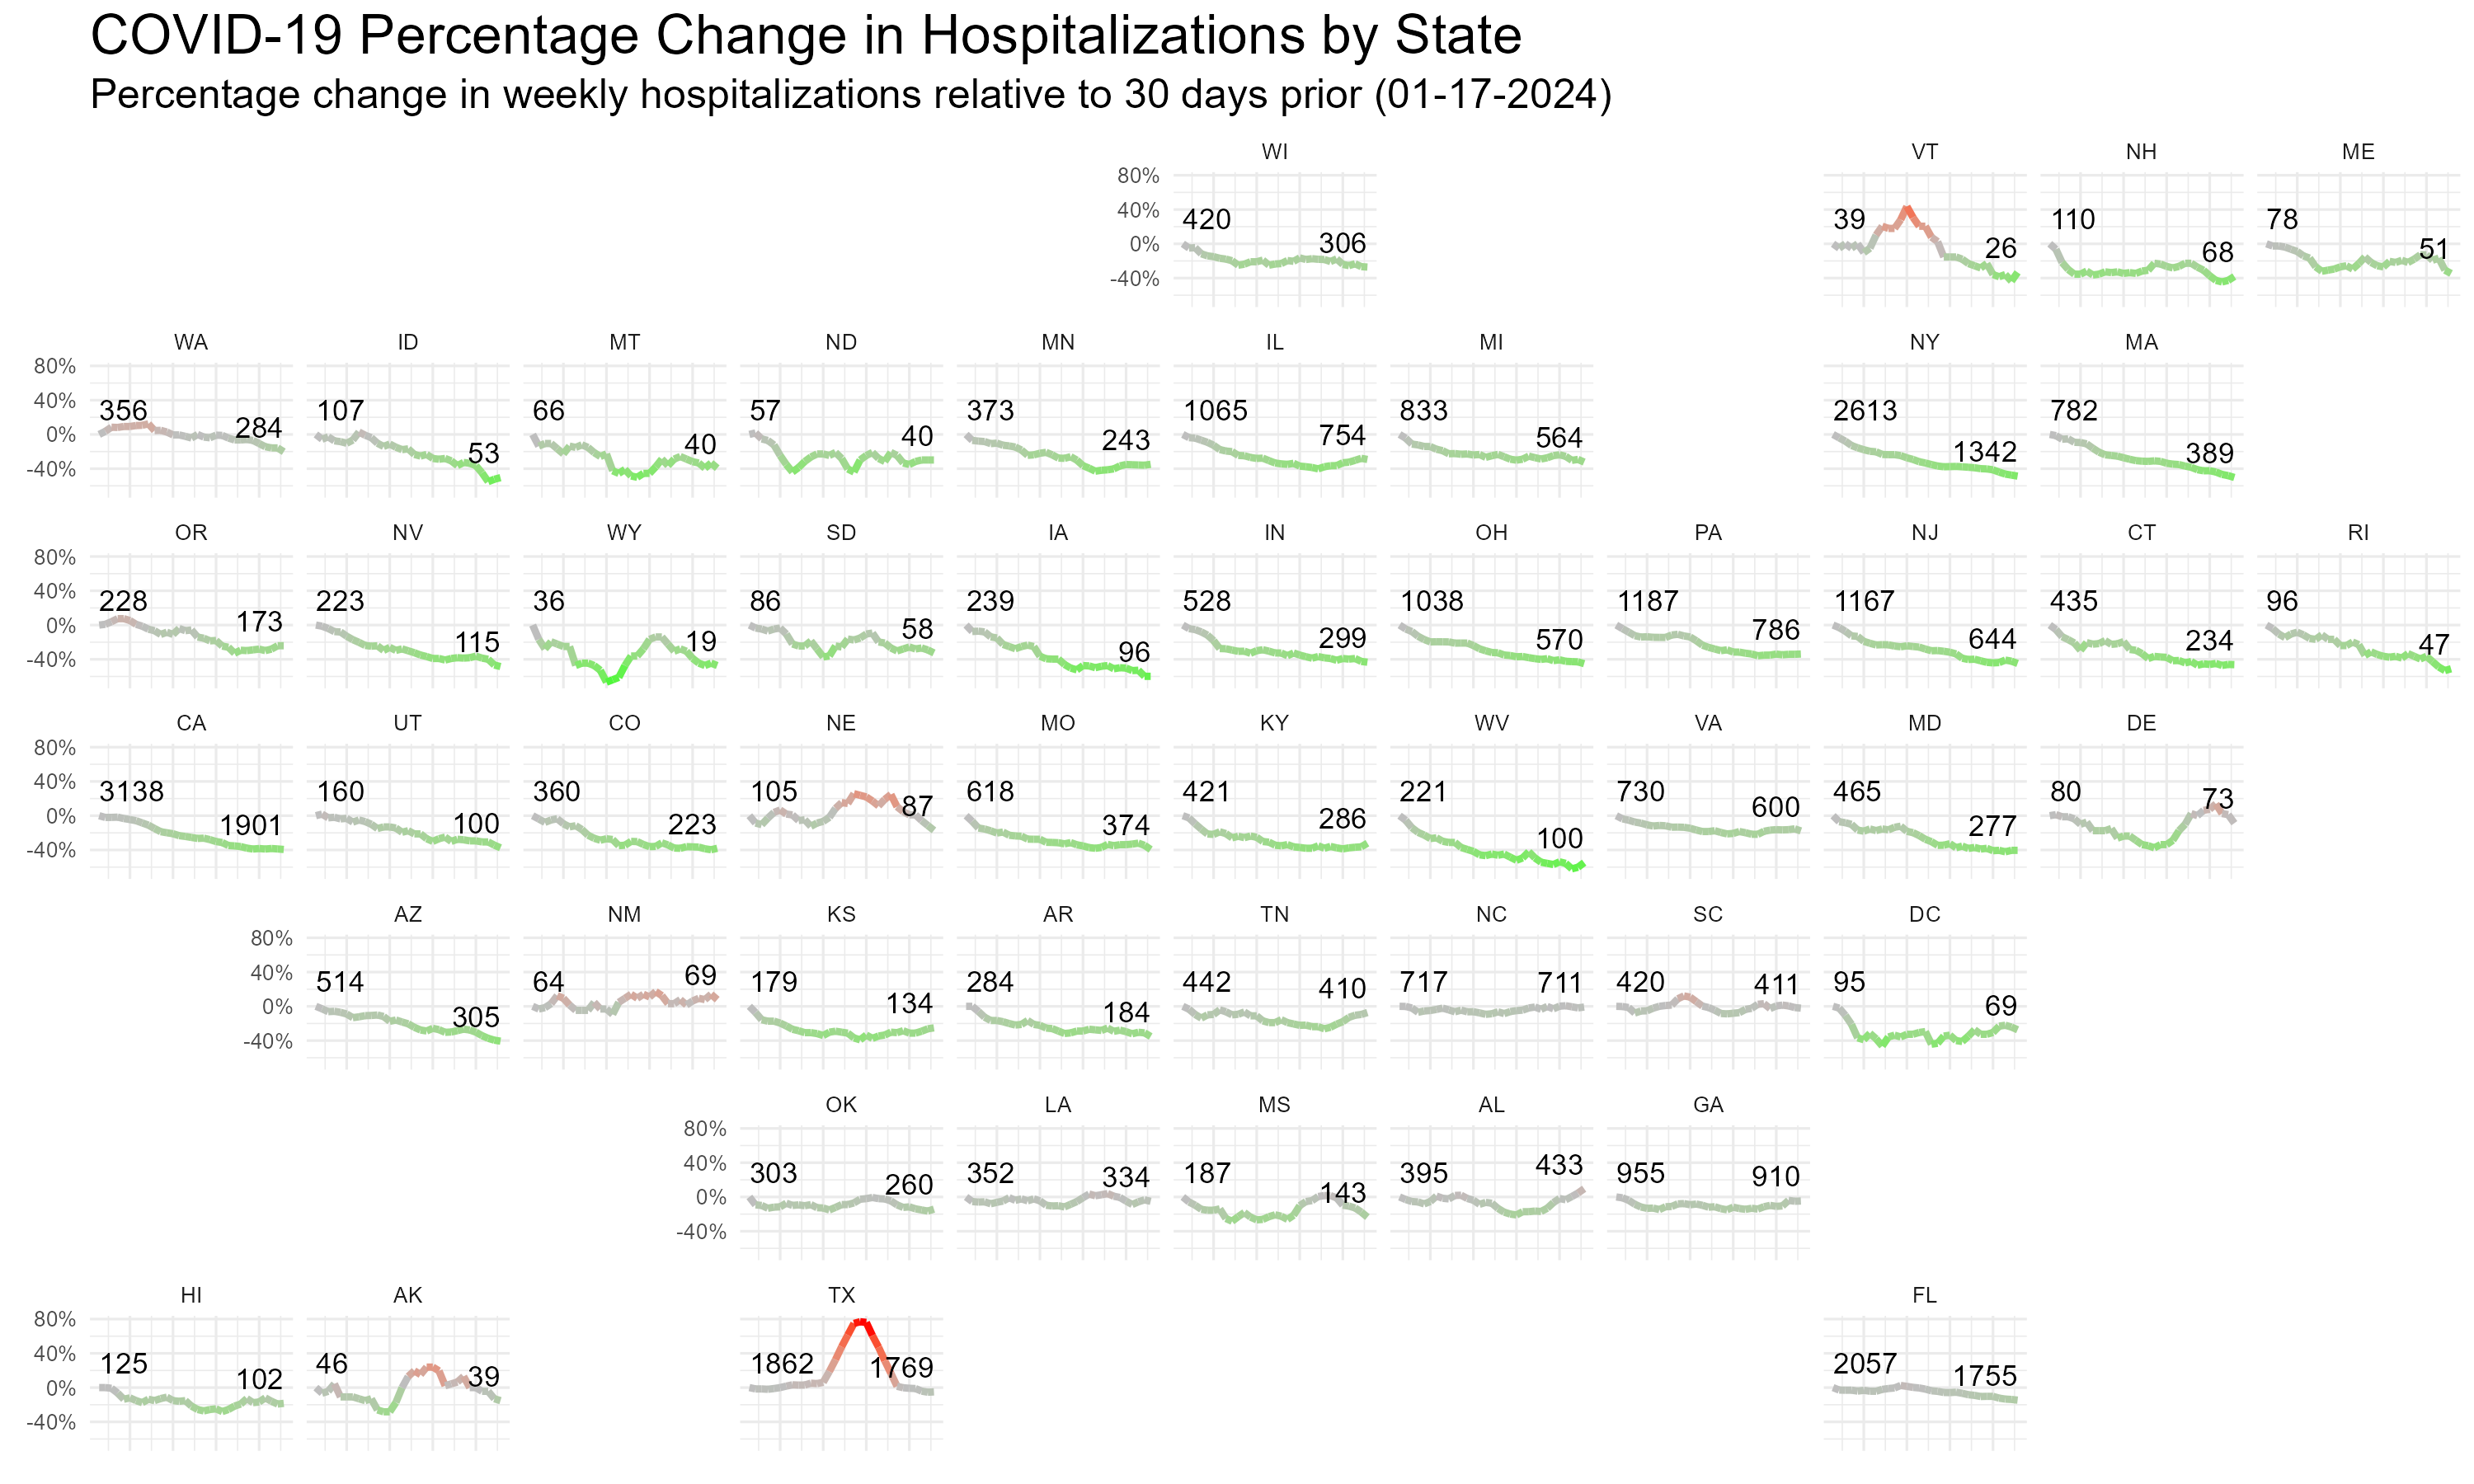 COVID-19 Percentage Change in Hospitalizations by State
Percentage change in weekly hospitalizations relative to 30 days prior (01-17-2024)
WI VT NH ME
80%
40%
0%
-40%
420 306 39 26 110 68 78 51
WA ID MT ND MN IL MI NY MA
80%
40%
0%
-40%
356 284 107 53 66 40 57 40 373 243 1065 754 833 564 2613 1342 782 389
OR NV WY SD IA IN OH PA NJ CT RI
80%
40%
0%
-40%
228 173 223 115 36 19 86 58 239 96 528 299 1038 570 1187 786 1167 644 435 234 96 47
CA UT CO NE MO KY WV VA MD DE
80%
40%
0%
-40%
3138 1901 160 100 360 223 105 87 618 374 421 286 221 100 730 600 465 277 80 73
AZ NM KS AR TN NC SC DC
80%
40%
0%
-40%
514 305 64 69 179 134 284 184 442 410 717 711 420 411 95 69
OK LA MS AL GA
80%
40%
0%
-40%
303 260 352 334 187 143 395 433 955 910
HI AK TX FL
80%
40%
0%
-40%
125 102 46 39 1862 1769 2057 1755